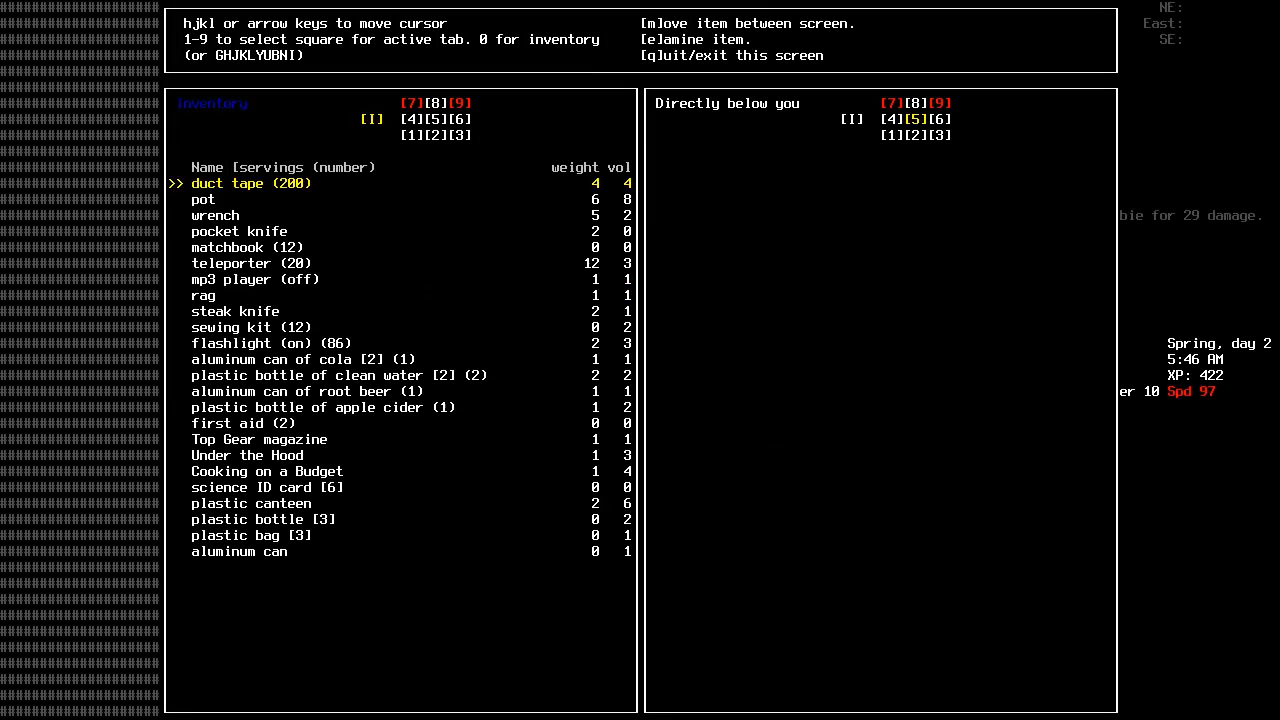 hjkl or arrow keys to move cursor
1-9 to select square for active tab. 0 for inventory
(or GHJKLYUBNI)
[m]ove item between screen.
[e]amine item.
[q]uit/exit this screen
NE:
East:
SE:
Inventory
[7][8][9]
[I] [4][5][6]
[1][2][3]
Name [servings (number) weight vol
>> duct tape (200) 4 4
pot 6 8
wrench 5 2
pocket knife 2 0
matchbook (12) 0 0
teleporter (20) 12 3
mp3 player (off) 1 1
rag 1 1
steak knife 2 1
sewing kit (12) 0 2
flashlight (on) (86) 2 3
aluminum can of cola [2] (1) 1 1
plastic bottle of clean water [2] (2) 2 2
aluminum can of root beer (1) 1 1
plastic bottle of apple cider (1) 1 2
first aid (2) 0 0
Top Gear magazine 1 1
Under the Hood 1 3
Cooking on a Budget 1 4
science ID card [6] 0 0
plastic canteen 2 6
plastic bottle [3] 0 2
plastic bag [3] 0 1
aluminum can 0 1
Directly below you
[7][8][9]
[I] [4][5][6]
[1][2][3]
bie for 29 damage.
Spring, day 2
5:46 AM
XP: 422
er 10 Spd 97